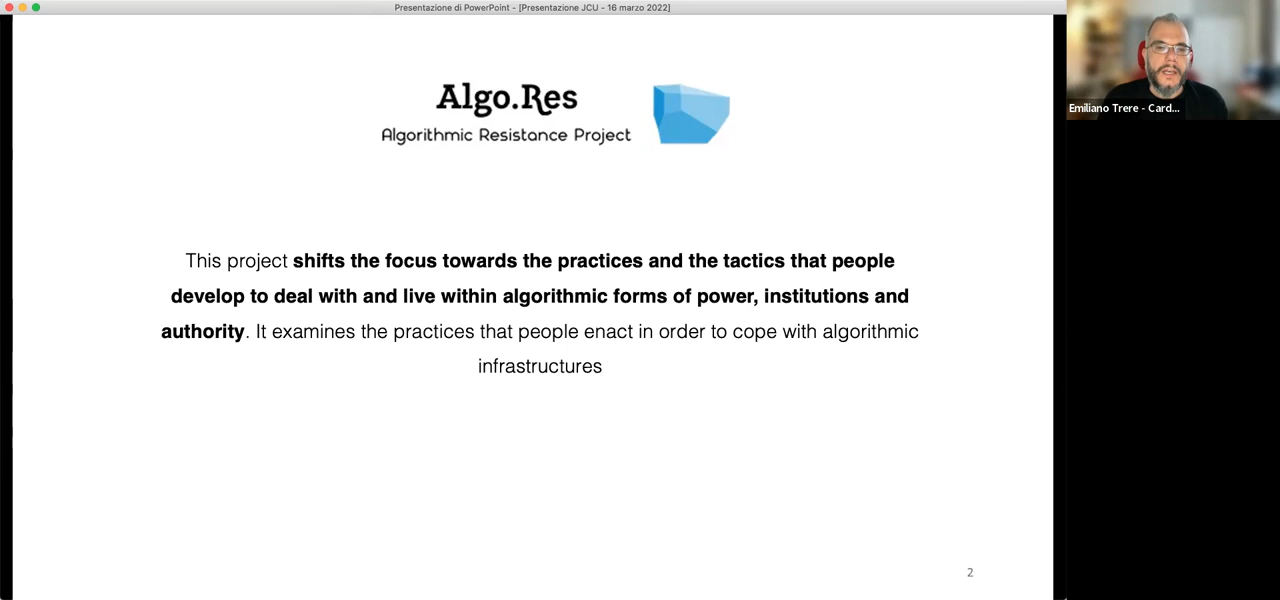 Presentazione di PowerPoint - [Presentazione JCU - 16 marzo 2022]
Algo.Res
Algorithmic Resistance Project
Emiliano Trere - Card...
This project shifts the focus towards the practices and the tactics that people
develop to deal with and live within algorithmic forms of power, institutions and
authority. It examines the practices that people enact in order to cope with algorithmic
infrastructures
2